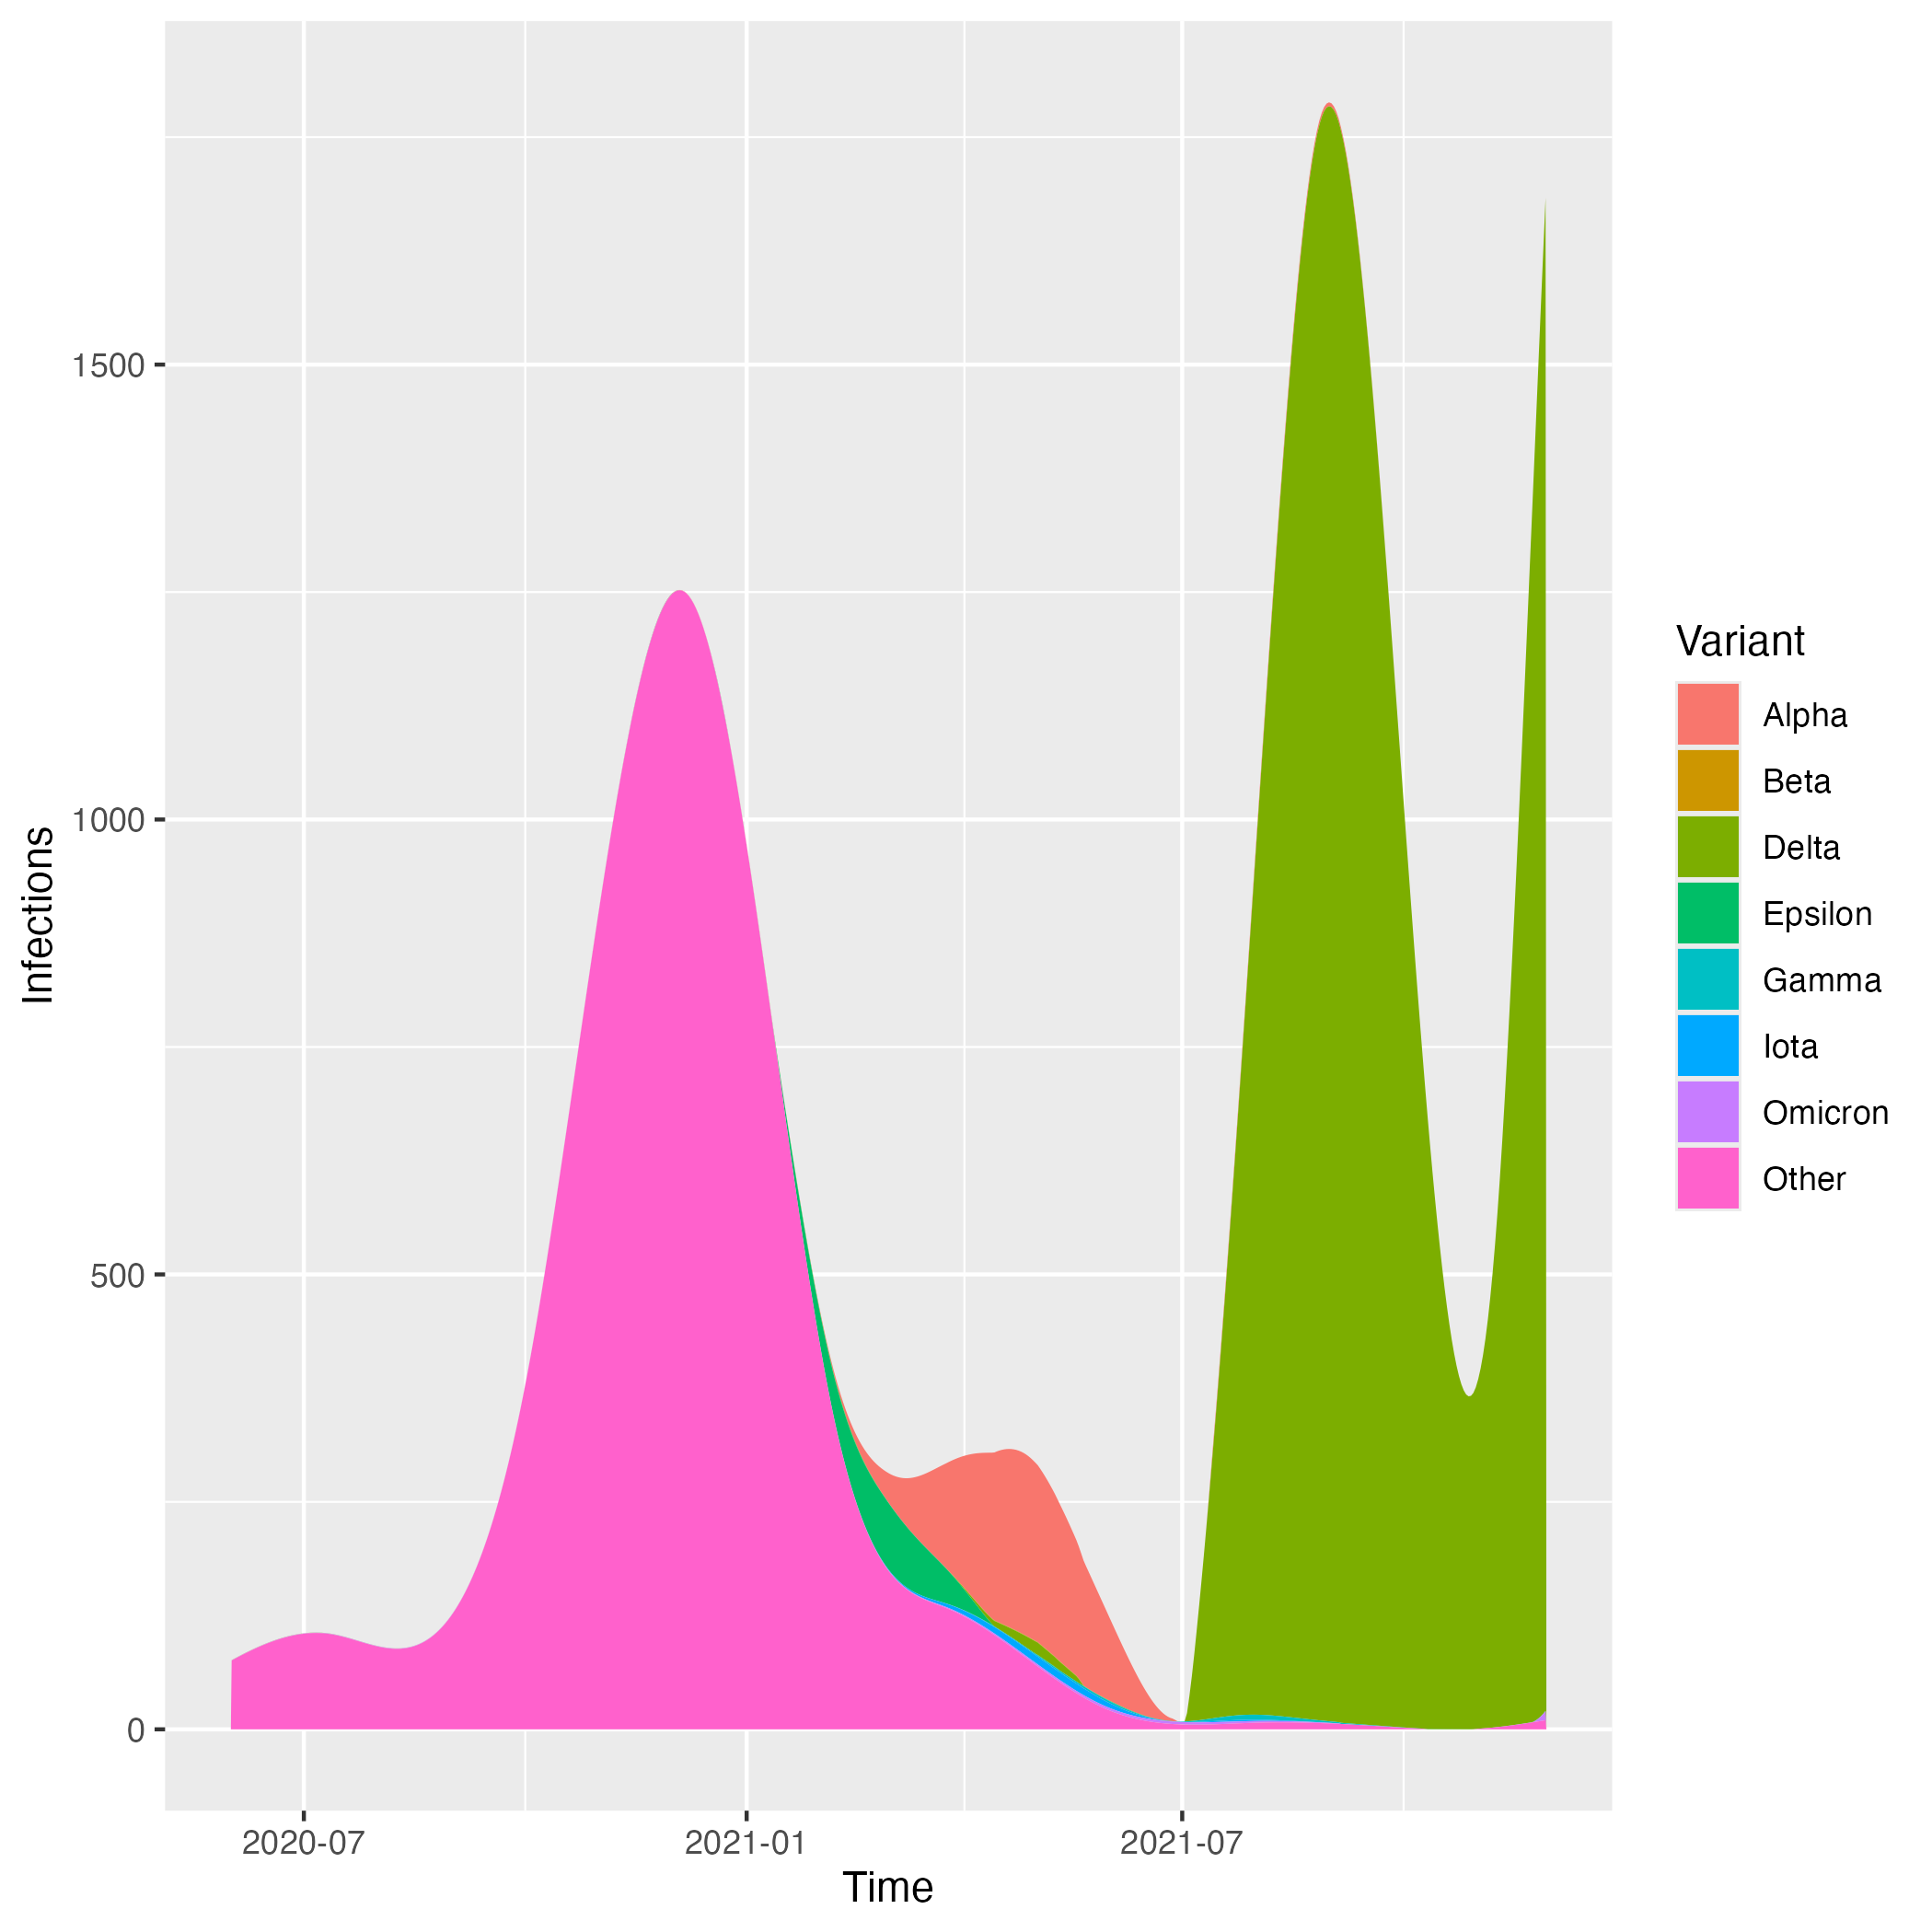 Infections
1500
1000
500
0
2020-07
2021-01
2021-07
Time
Variant
Alpha
Beta
Delta
Epsilon
Gamma
Iota
Omicron
Other